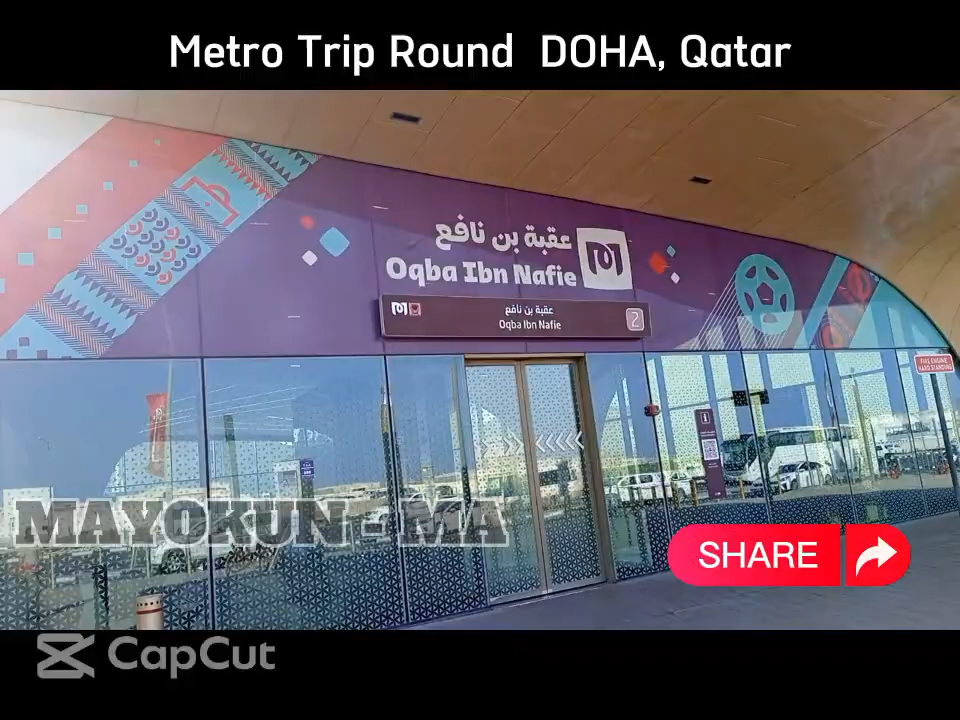 Metro Trip Round DOHA, Qatar
عقبة بن نافع
Oqba Ibn Nafie
عقبة بن نافع
Oqba Ibn Nafie
2
FIRE ENGINE
HARD STANDING
MAYOKUN - MA
SHARE
CapCut